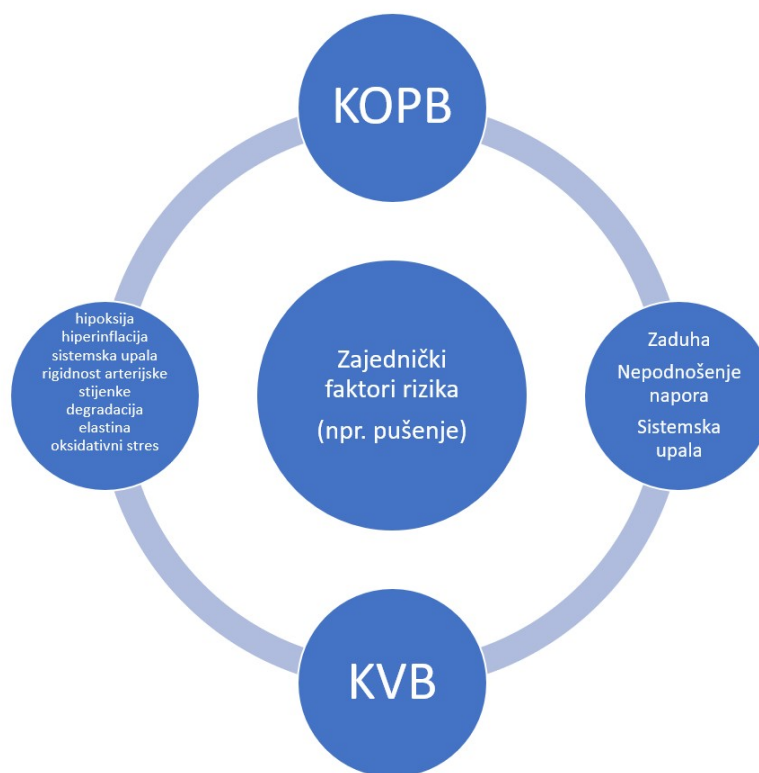 KOPB
hipoksija
hiperinflacija
sistemska upala
rigidnost arterijske
stijenke
degradacija
elastina
oksidativni stres
Zajednički
faktori rizika
(npr. pušenje)
Zaduha
Nepodnošenje
napora
Sistemska
upala
KVB